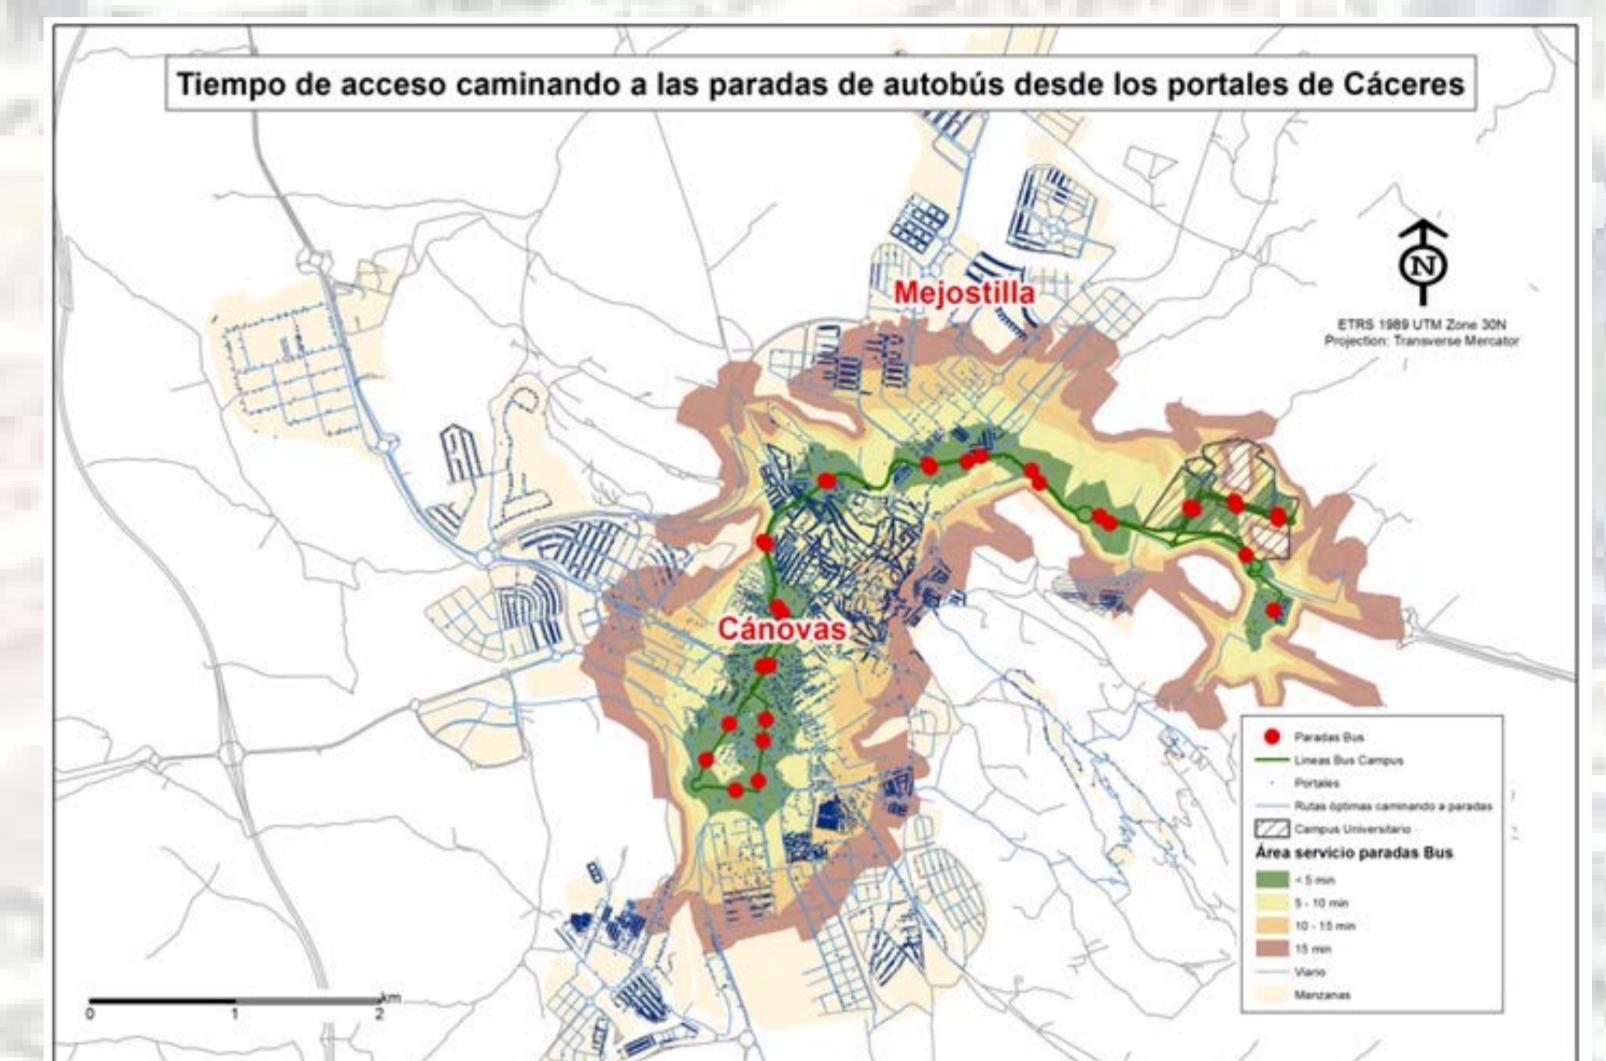 Tiempo de acceso caminando a las paradas de autobús desde los portales de Cáceres
N
ETRS 1989 UTM Zone 30N
Projection: Transverse Mercator
Mejostilla
Cánovas
Paradas Bus
Lineas Bus Campus
Portales
Rutas óptimas caminando a paradas
Campus Universitario
Área servicio paradas Bus
< 5 min
5 - 10 min
10 - 15 min
15 min
Viario
Manzanas
km
0 1 2